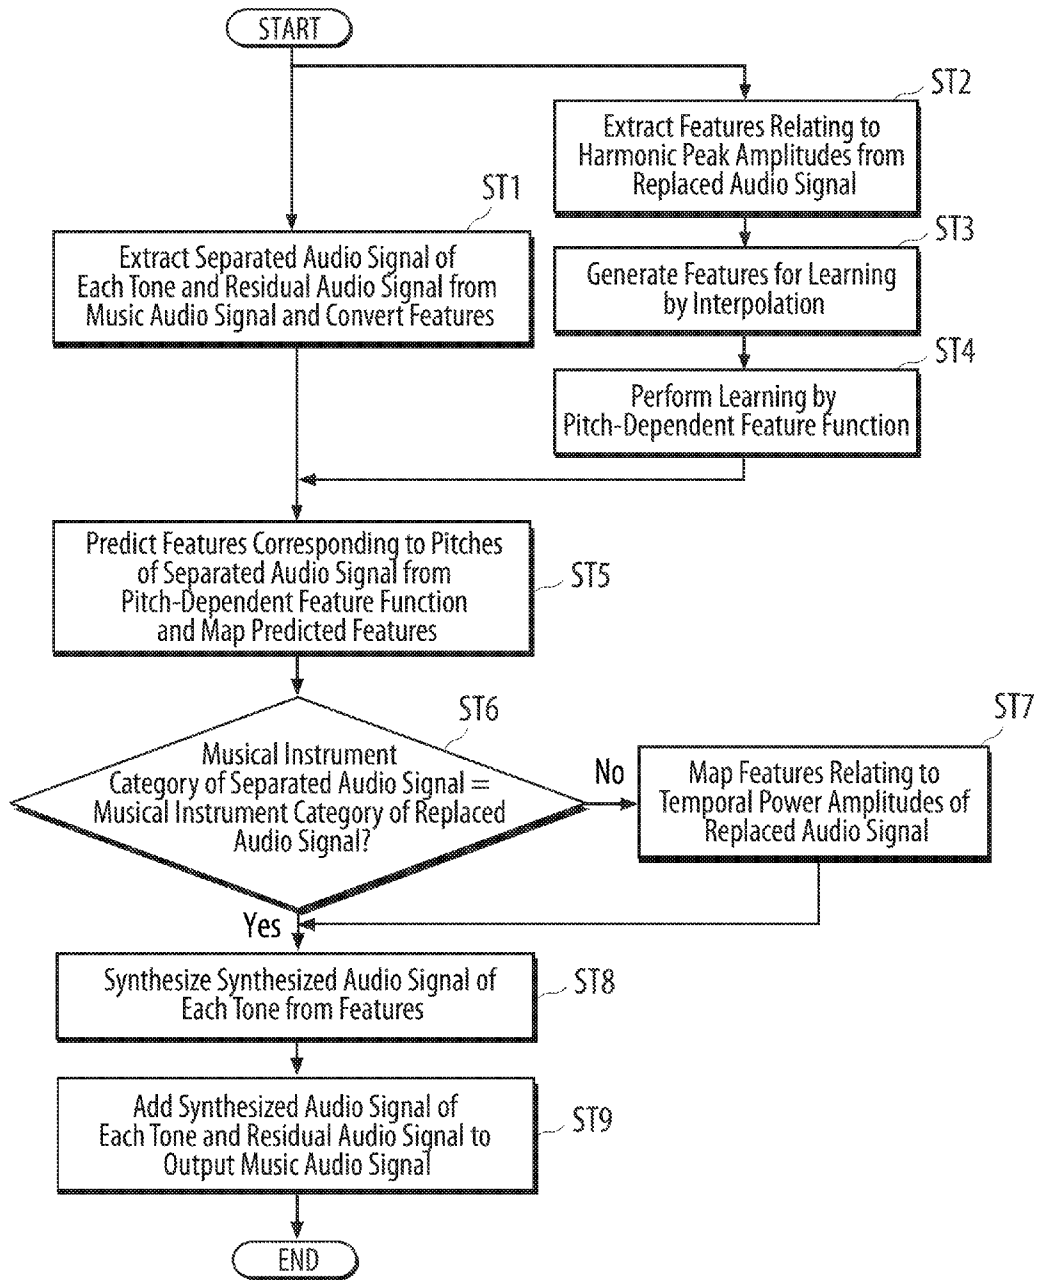 START
ST2
Extract Features Relating to
Harmonic Peak Amplitudes from
Replaced Audio Signal
ST1
Extract Separated Audio Signal of
Each Tone and Residual Audio Signal from
Music Audio Signal and Convert Features
ST3
Generate Features for Learning
by Interpolation
ST4
Perform Learning by
Pitch-Dependent Feature Function
Predict Features Corresponding to Pitches
of Separated Audio Signal from
Pitch-Dependent Feature Function
and Map Predicted Features
ST5
ST6
Musical Instrument
Category of Separated Audio Signal =
Musical Instrument Category of Replaced
Audio Signal?
No
ST7
Map Features Relating to
Temporal Power Amplitudes of
Replaced Audio Signal
Yes
Synthesize Synthesized Audio Signal of
Each Tone from Features
ST8
Add Synthesized Audio Signal of
Each Tone and Residual Audio Signal to
Output Music Audio Signal
ST9
END